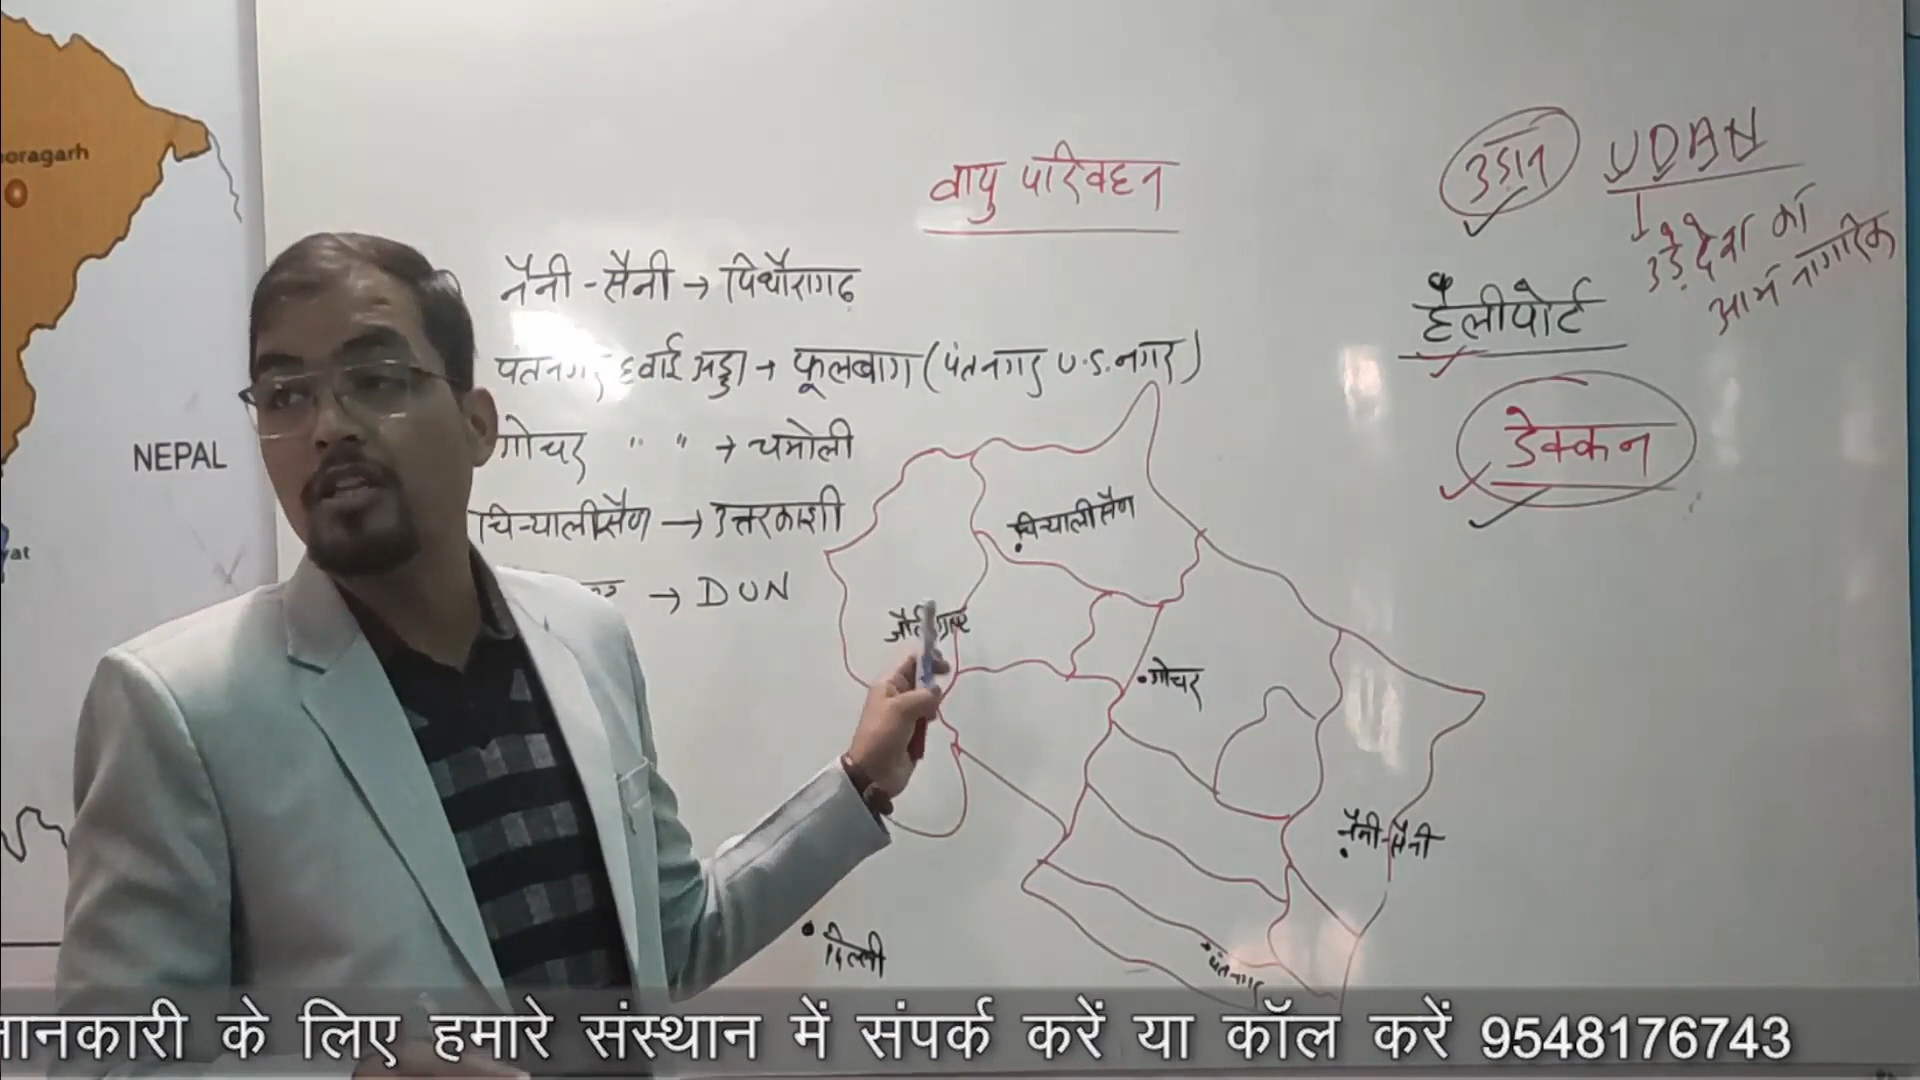 oragarh
NEPAL
वायु परिवहन
नैनी-सैनी → पिथौरागढ़
पंतनगर हवाई अड्डा → फूलबाग (पंतनगर U.S. नगर)
गोचर " " → चमोली
चिन्यालीसैण → उत्तरकाशी
→ DUN
उड़ान
UDAN
उड़े देश का
आम नागरिक
हैलीपोर्ट
डेक्कन
चिन्यालीसैण
गोचर
नैनी-सैनी
पंतनगर
दिल्ली
जानकारी के लिए हमारे संस्थान में संपर्क करें या कॉल करें 9548176743